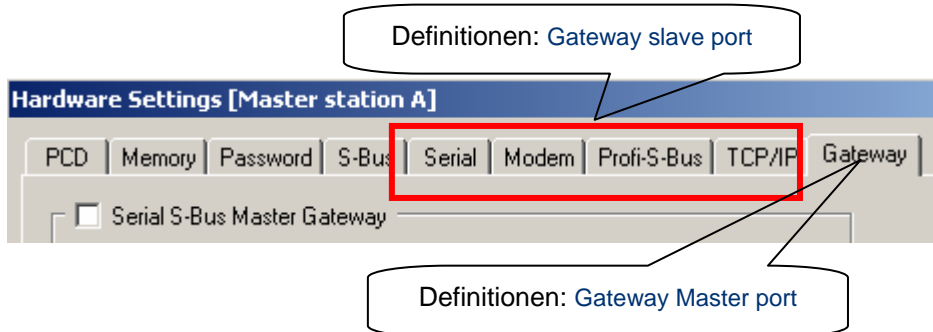 Definitionen: Gateway slave port
Hardware Settings [Master station A]
PCD Memory Password S-Bus Serial Modem Profi-S-Bus TCP/IP Gateway
Serial S-Bus Master Gateway
Definitionen: Gateway Master port